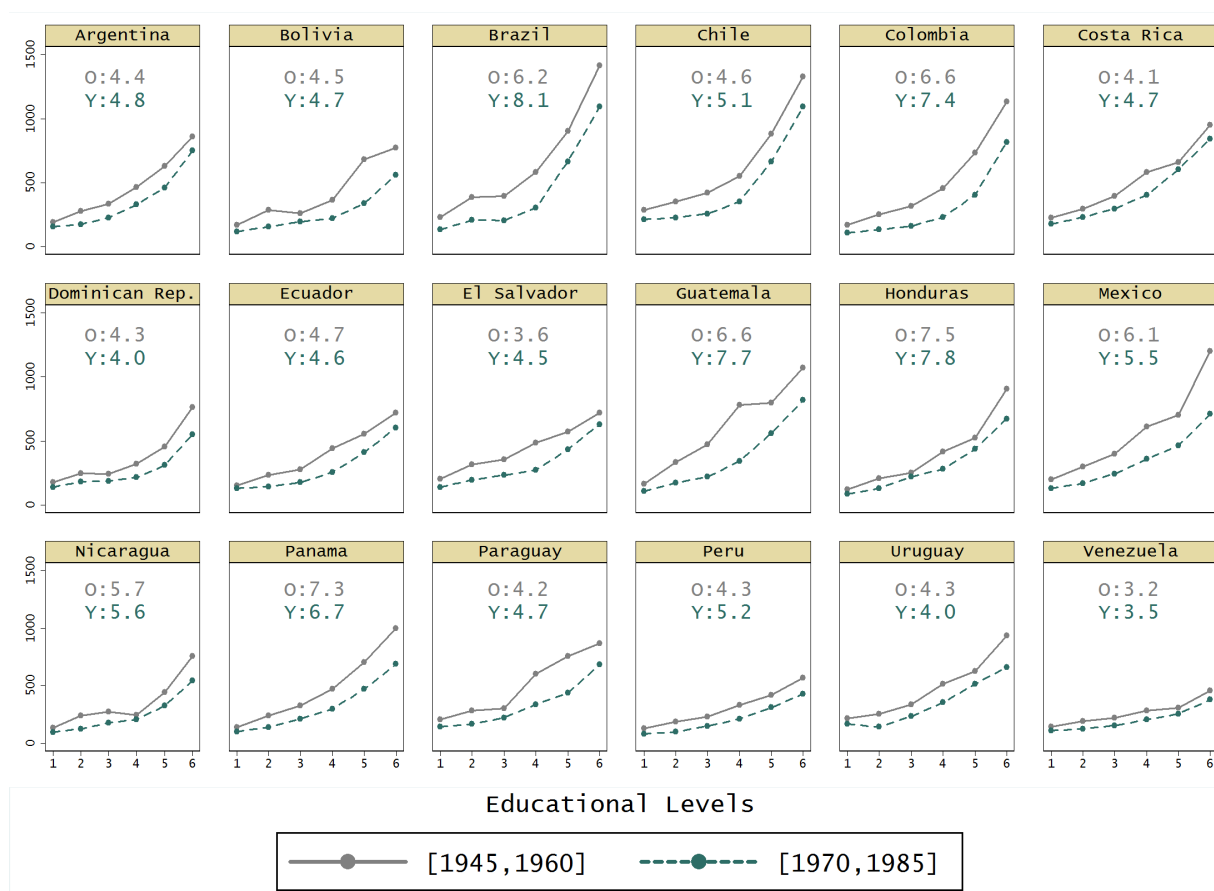 Argentina Bolivia Brazil Chile Colombia Costa Rica
1500
1000
500
0
O:4.4 O:4.5 O:6.2 O:4.6 O:6.6 O:4.1
Y:4.8 Y:4.7 Y:8.1 Y:5.1 Y:7.4 Y:4.7
Dominican Rep. Ecuador El Salvador Guatemala Honduras Mexico
1500
1000
500
0
O:4.3 O:4.7 O:3.6 O:6.6 O:7.5 O:6.1
Y:4.0 Y:4.6 Y:4.5 Y:7.7 Y:7.8 Y:5.5
Nicaragua Panama Paraguay Peru Uruguay Venezuela
1500
1000
500
0
O:5.7 O:7.3 O:4.2 O:4.3 O:4.3 O:3.2
Y:5.6 Y:6.7 Y:4.7 Y:5.2 Y:4.0 Y:3.5
1 2 3 4 5 6 1 2 3 4 5 6 1 2 3 4 5 6 1 2 3 4 5 6 1 2 3 4 5 6 1 2 3 4 5 6
Educational Levels
[1945,1960] [1970,1985]